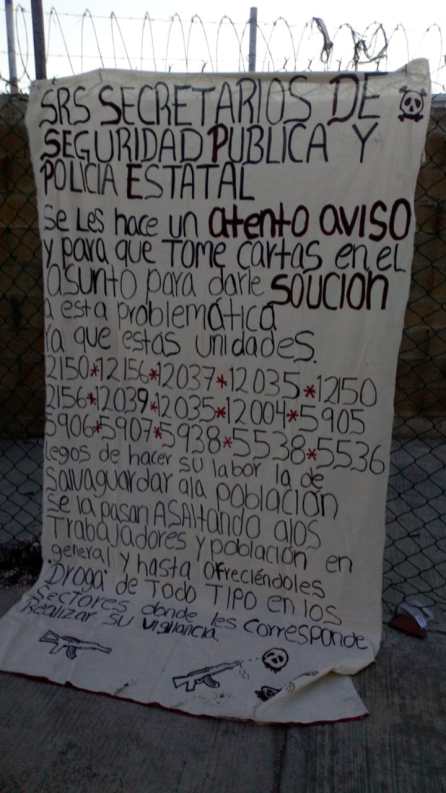 SRS SECRETARIOS DE
SEGURIDAD PUBLICA Y
POLICIA ESTATAL
Se Les hace un atento aviso
y para que TOME CARTAS en eL
asunto para darle SOUCION
a esta problemática
Ya que estas unidades.
12150*12156*12037*12035*12150
2156*12039*12035*12004*5905
5906*5907*5938*5538*5536
Legos de hacer su labor la de
Salvaguardar ala población
se la pasan ASAltando alos
Trabajadores y población en
general y hasta ofreciéndoles
Droga de Todo Tipo en los
sectores donde les corresponde
Realizar su vigilancia.